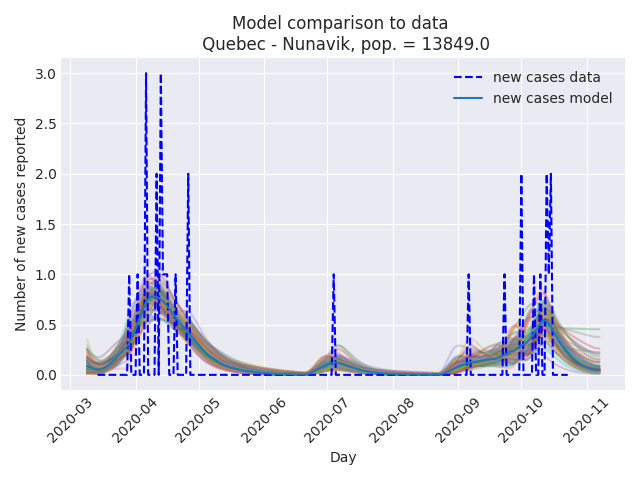 Model comparison to data
Quebec - Nunavik, pop. = 13849.0
new cases data
new cases model
Number of new cases reported
3.0
2.5
2.0
1.5
1.0
0.5
0.0
2020-03
2020-04
2020-05
2020-06
2020-07
2020-08
2020-09
2020-10
2020-11
Day